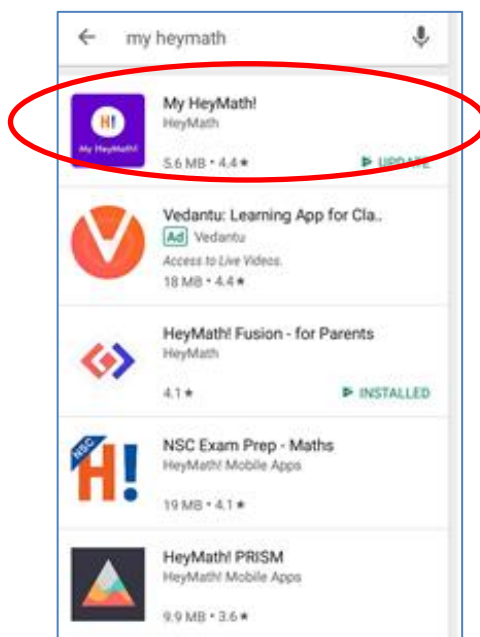 my heymath
My HeyMath!
HeyMath
H!
My HeyMath!
5.6 MB • 4.4★
UPDATE
Vedantu: Learning App for Cla..
Ad Vedantu
Access to Live Videos.
18 MB • 4.4★
HeyMath! Fusion - for Parents
HeyMath
4.1★
INSTALLED
NSC
H!
NSC Exam Prep - Maths
HeyMath! Mobile Apps
19 MB • 4.1★
HeyMath! PRISM
HeyMath! Mobile Apps
9.9 MB • 3.6★